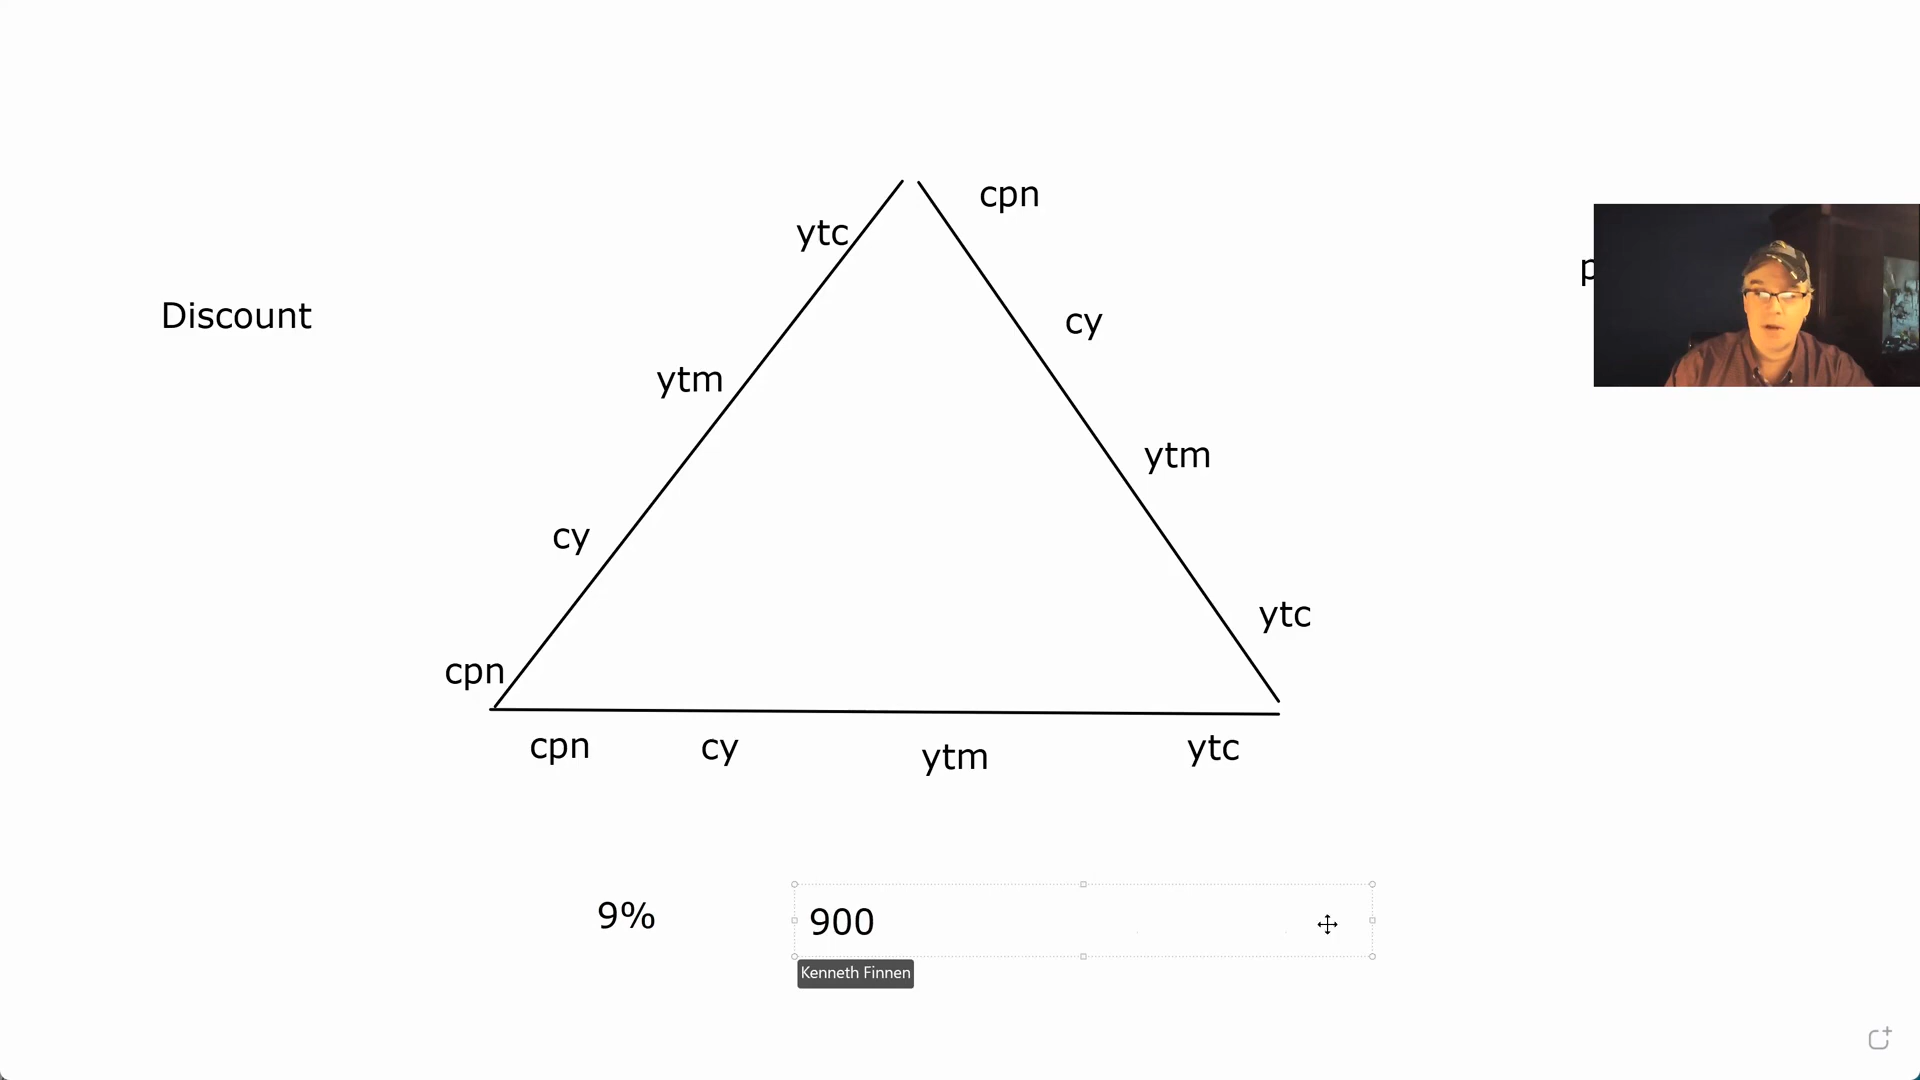 cpn
ytc
cy
Discount
ytm
ytm
cy
ytc
cpn
cpn cy ytm ytc
9% 900
Kenneth Finnen